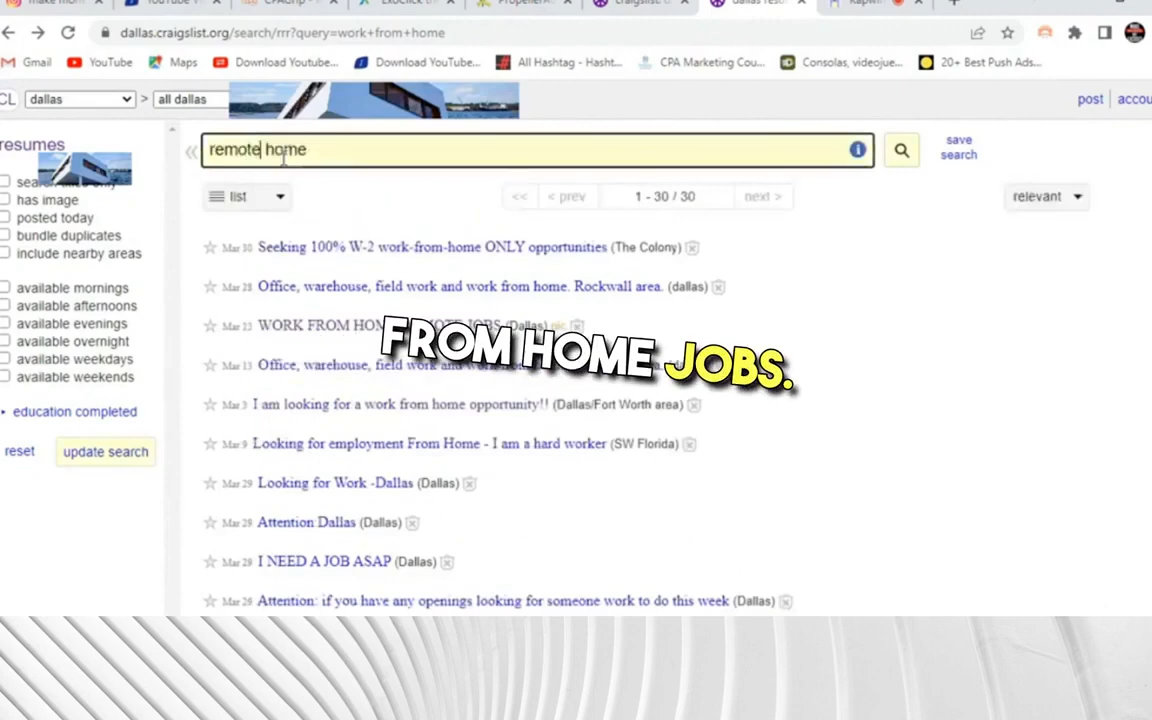 dallas.craigslist.org/search/rrr?query=work+from+home
Gmail YouTube Maps Download Youtube... Download YouTube... All Hashtag - Hasht... CPA Marketing Cou... Consolas, videojue... 20+ Best Push Ads...
CL dallas > all dallas post accou
resumes
remote home
save
search
has image
posted today
bundle duplicates
include nearby areas
available mornings
available afternoons
available evenings
available overnight
available weekdays
available weekends
education completed
reset update search
list << < prev 1 - 30 / 30 next > relevant
Mar 30 Seeking 100% W-2 work-from-home ONLY opportunities (The Colony)
Mar 28 Office, warehouse, field work and work from home. Rockwall area. (dallas)
WORK FROM (Dallas) pic
Mar 13 Office, warehouse, field work
FROM HOME JOBS.
Mar 3 I am looking for a work from home opportunity!! (Dallas/Fort Worth area)
Mar 9 Looking for employment From Home - I am a hard worker (SW Florida)
Mar 29 Looking for Work -Dallas (Dallas)
Mar 29 Attention Dallas (Dallas)
Mar 29 I NEED A JOB ASAP (Dallas)
Mar 26 Attention: if you have any openings looking for someone work to do this week (Dallas)